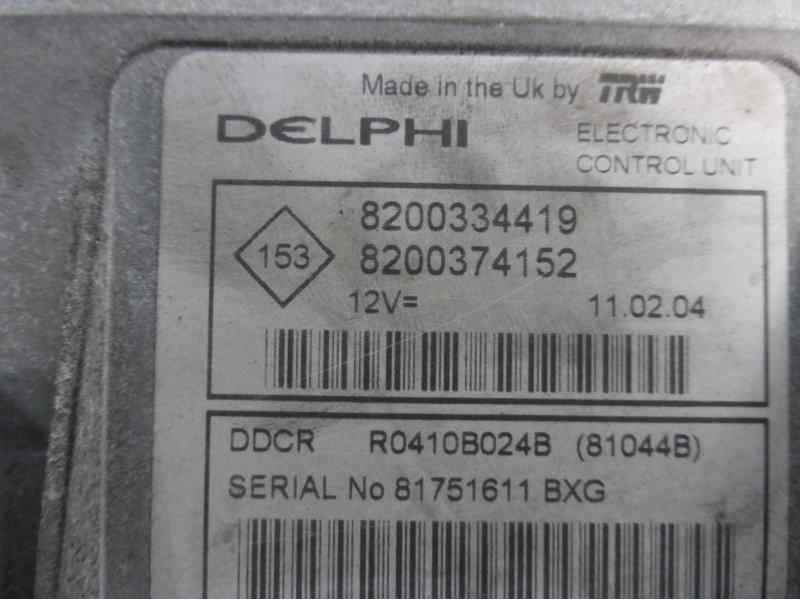 Made in the Uk by TRW
DELPHI
ELECTRONIC
CONTROL UNIT
153
8200334419
8200374152
12V=
11.02.04
DDCR R0410B024B (81044B)
SERIAL No 81751611 BXG